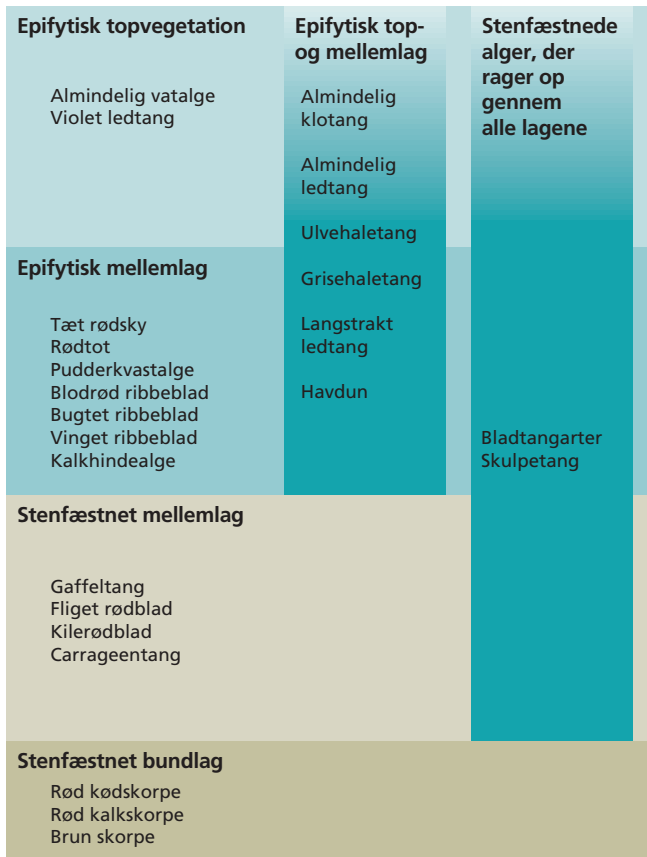 Epifytisk topvegetation
Almindelig vatalge
Violet ledtang
Epifytisk top-
og mellemlag
Almindelig
klotang
Almindelig
ledtang
Ulvehaletang
Grisehaletang
Langstrakt
ledtang
Havdun
Stenfæstnede
alger, der
rager op
gennem
alle lagene
Bladtangarter
Skulpetang
Epifytisk mellemlag
Tæt rødsky
Rødtot
Pudderkvastalge
Blodrød ribbeblad
Bugtet ribbeblad
Vinget ribbeblad
Kalkhindealge
Stenfæstnet mellemlag
Gaffeltang
Fliget rødblad
Kilerødblad
Carrageentang
Stenfæstnet bundlag
Rød kødskorpe
Rød kalkskorpe
Brun skorpe